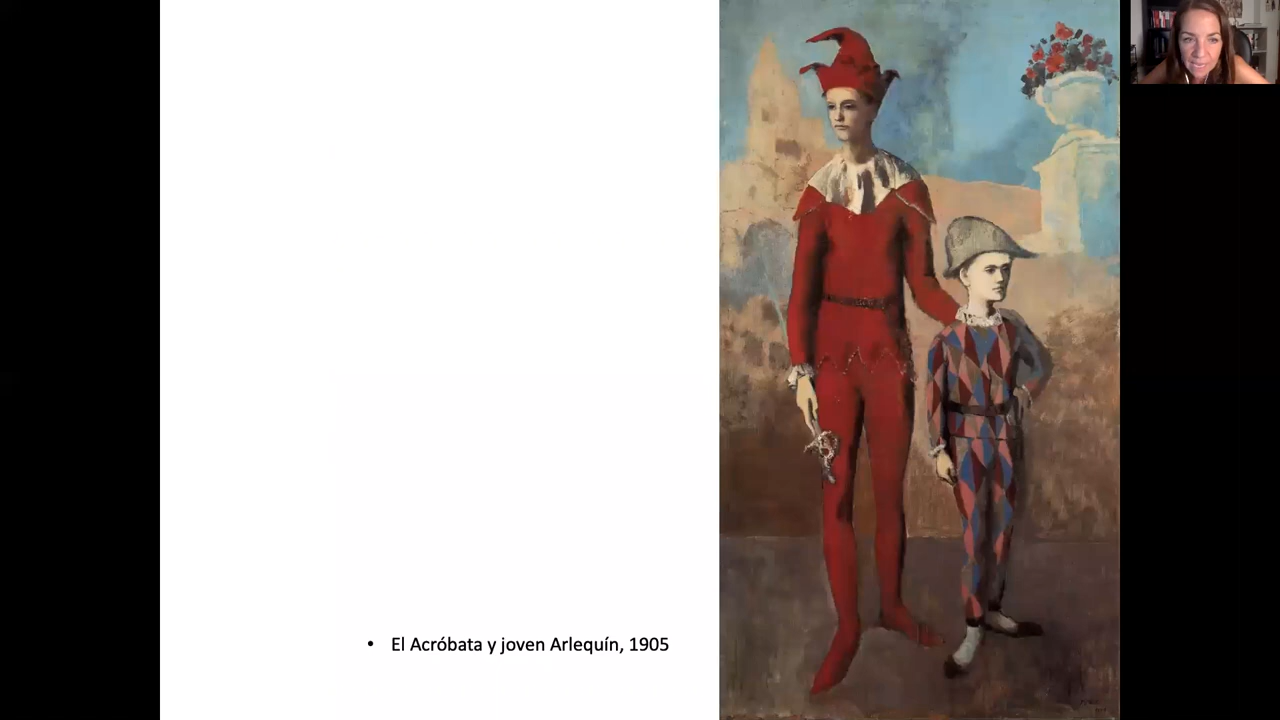 • El Acróbata y joven Arlequín, 1905